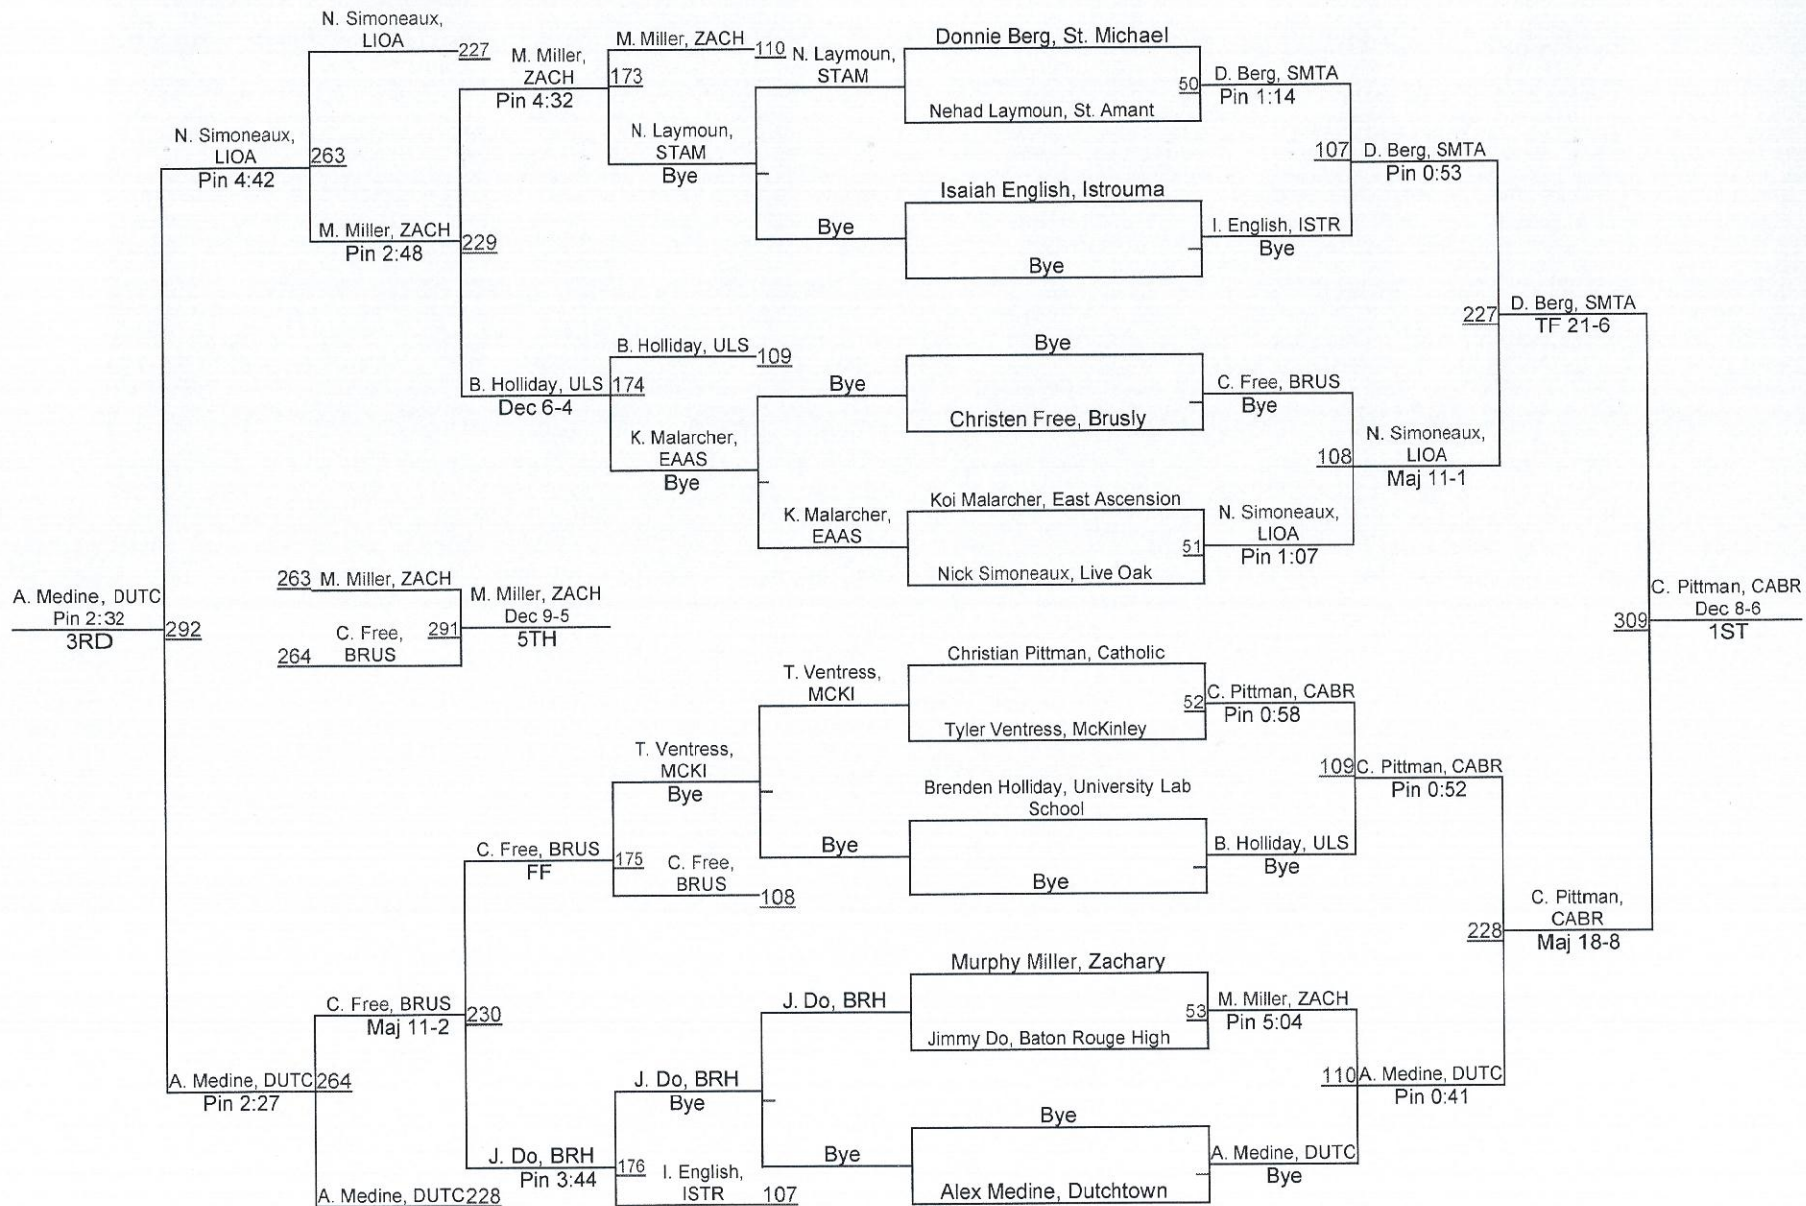 N. Simoneaux,
LIOA
227
M. Miller,
ZACH
Pin 4:32
M. Miller, ZACH
110
173
N. Laymoun,
STAM
Donnie Berg, St. Michael
50
Nehad Laymoun, St. Amant
D. Berg, SMTA
Pin 1:14
N. Simoneaux,
LIOA
Pin 4:42
263
N. Laymoun,
STAM
Bye
107
D. Berg, SMTA
Pin 0:53
Isaiah English, Istrouma
Bye
Bye
I. English, ISTR
Bye
M. Miller, ZACH
Pin 2:48
229
227
D. Berg, SMTA
TF 21-6
B. Holliday, ULS
109
B. Holliday, ULS
Dec 6-4
174
Bye
Bye
Christen Free, Brusly
C. Free, BRUS
Bye
K. Malarcher,
EAAS
Bye
108
N. Simoneaux,
LIOA
Maj 11-1
K. Malarcher,
EAAS
Koi Malarcher, East Ascension
51
Nick Simoneaux, Live Oak
N. Simoneaux,
LIOA
Pin 1:07
A. Medine, DUTC
Pin 2:32
3RD
292
263
M. Miller, ZACH
264
C. Free,
BRUS
291
M. Miller, ZACH
Dec 9-5
5TH
309
C. Pittman, CABR
Dec 8-6
1ST
T. Ventress,
MCKI
Christian Pittman, Catholic
52
Tyler Ventress, McKinley
C. Pittman, CABR
Pin 0:58
T. Ventress,
MCKI
Bye
109
C. Pittman, CABR
Pin 0:52
Brenden Holliday, University Lab
School
Bye
Bye
B. Holliday, ULS
Bye
C. Free, BRUS
FF
175
C. Free,
BRUS
108
228
C. Pittman,
CABR
Maj 18-8
C. Free, BRUS
Maj 11-2
230
J. Do, BRH
Murphy Miller, Zachary
53
Jimmy Do, Baton Rouge High
M. Miller, ZACH
Pin 5:04
A. Medine, DUTC
Pin 2:27
264
J. Do, BRH
Bye
110
A. Medine, DUTC
Pin 0:41
Bye
Bye
Alex Medine, Dutchtown
A. Medine, DUTC
Bye
J. Do, BRH
Pin 3:44
176
I. English,
ISTR
107
A. Medine, DUTC
228